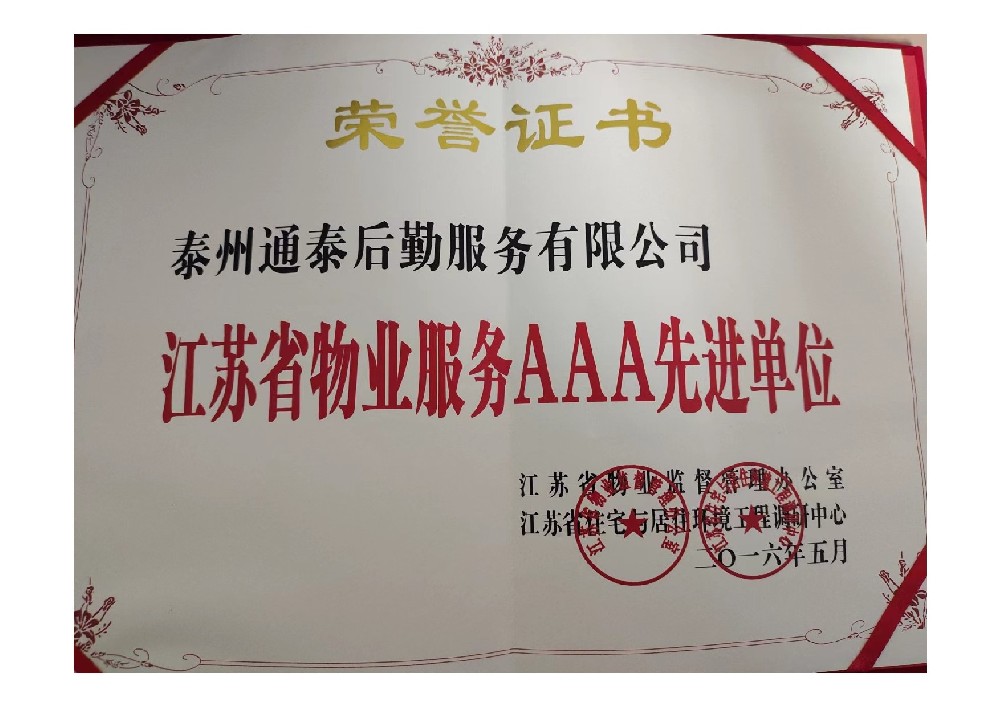 荣誉证书
泰州通泰后勤服务有限公司
江苏省物业服务AAA先进单位
江苏省物业监督管理办公室
江苏省住宅与居住环境工程调研中心
二〇一六年五月